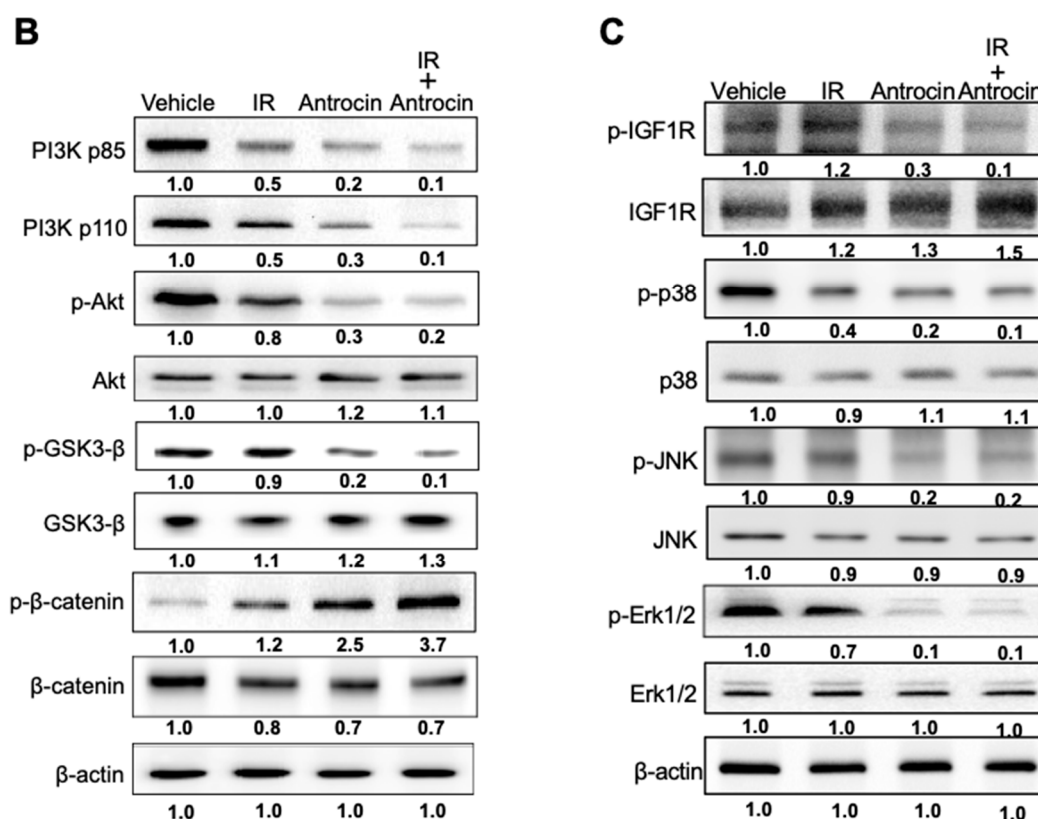 B
IR
+
Vehicle IR Antrocin Antrocin
PI3K p85
1.0 0.5 0.2 0.1
PI3K p110
1.0 0.5 0.3 0.1
p-Akt
1.0 0.8 0.3 0.2
Akt
1.0 1.0 1.2 1.1
p-GSK3-β
1.0 0.9 0.2 0.1
GSK3-β
1.0 1.1 1.2 1.3
p-β-catenin
1.0 1.2 2.5 3.7
β-catenin
1.0 0.8 0.7 0.7
β-actin
1.0 1.0 1.0 1.0
C
IR
+
Vehicle IR Antrocin Antrocin
p-IGF1R
1.0 1.2 0.3 0.1
IGF1R
1.0 1.2 1.3 1.5
p-p38
1.0 0.4 0.2 0.1
p38
1.0 0.9 1.1 1.1
p-JNK
1.0 0.9 0.2 0.2
JNK
1.0 0.9 0.9 0.9
p-Erk1/2
1.0 0.7 0.1 0.1
Erk1/2
1.0 1.0 1.0 1.0
β-actin
1.0 1.0 1.0 1.0